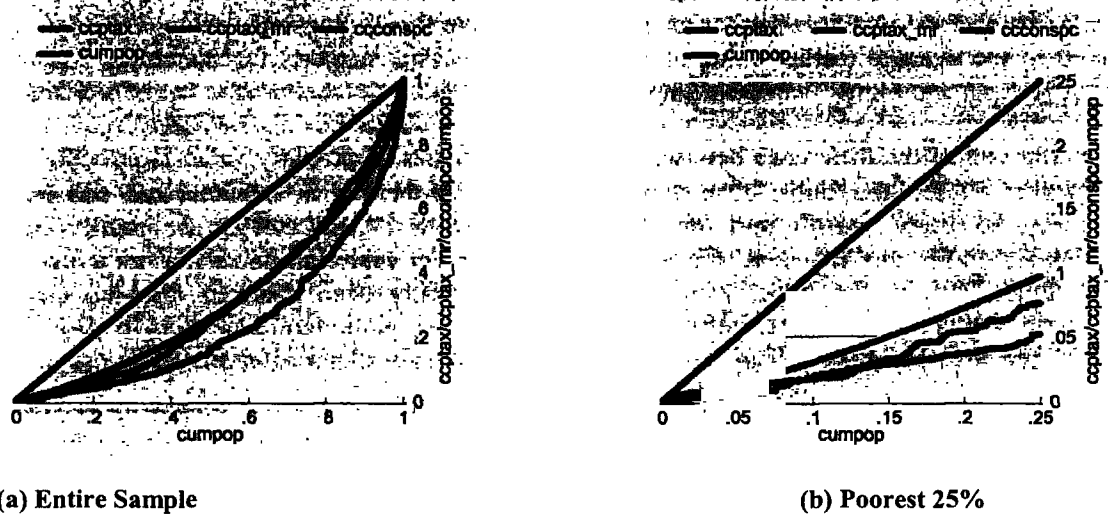 ccptax ccptax_mr ccconspc
cumpop
1
.8
.6
.4
.2
0
ccptax/ccptax_mr/ccconspc/cumpop
0 .2 .4 .6 .8 1
cumpop
(a) Entire Sample
ccptax ccptax_mr ccconspc
cumpop
.25
.2
.15
.1
.05
0
ccptax/ccptax_mr/ccconspc/cumpop
0 .05 .1 .15 .2 .25
cumpop
(b) Poorest 25%